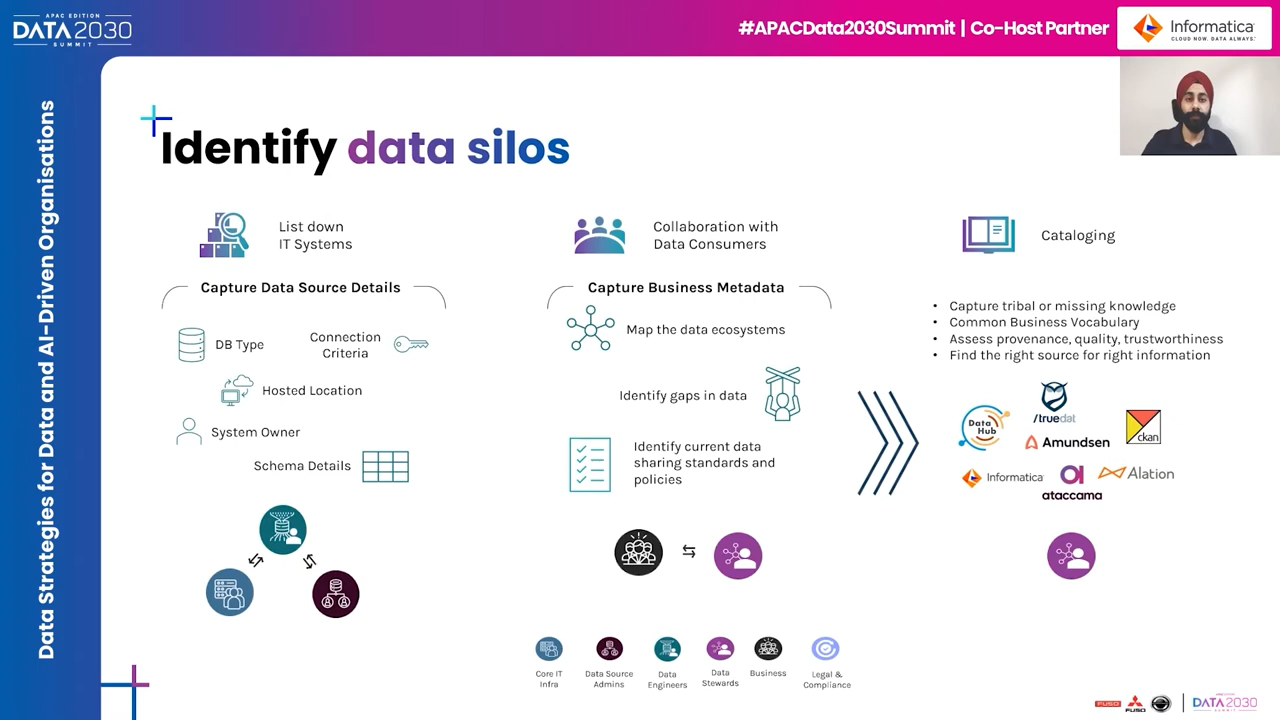 APAC EDITION
DATA 2030
SUMMIT
#APACData2030Summit | Co-Host Partner
Informatica
CLOUD NOW. DATA ALWAYS.
Data Strategies for Data and AI-Driven Organisations
Identify data silos
List down
IT Systems
Capture Data Source Details
DB Type
Connection
Criteria
Hosted Location
System Owner
Schema Details
Collaboration with
Data Consumers
Capture Business Metadata
Map the data ecosystems
Identify gaps in data
Identify current data
sharing standards and
policies
Cataloging
• Capture tribal or missing knowledge
• Common Business Vocabulary
• Assess provenance, quality, trustworthiness
• Find the right source for right information
Data
Hub
/truedat
Amundsen
ckan
Informatica
ataccama
Alation
Core IT
Infra
Data Source
Admins
Data
Engineers
Data
Stewards
Business
Legal &
Compliance
FUSO
FUSO
DATA 2030
SUMMIT